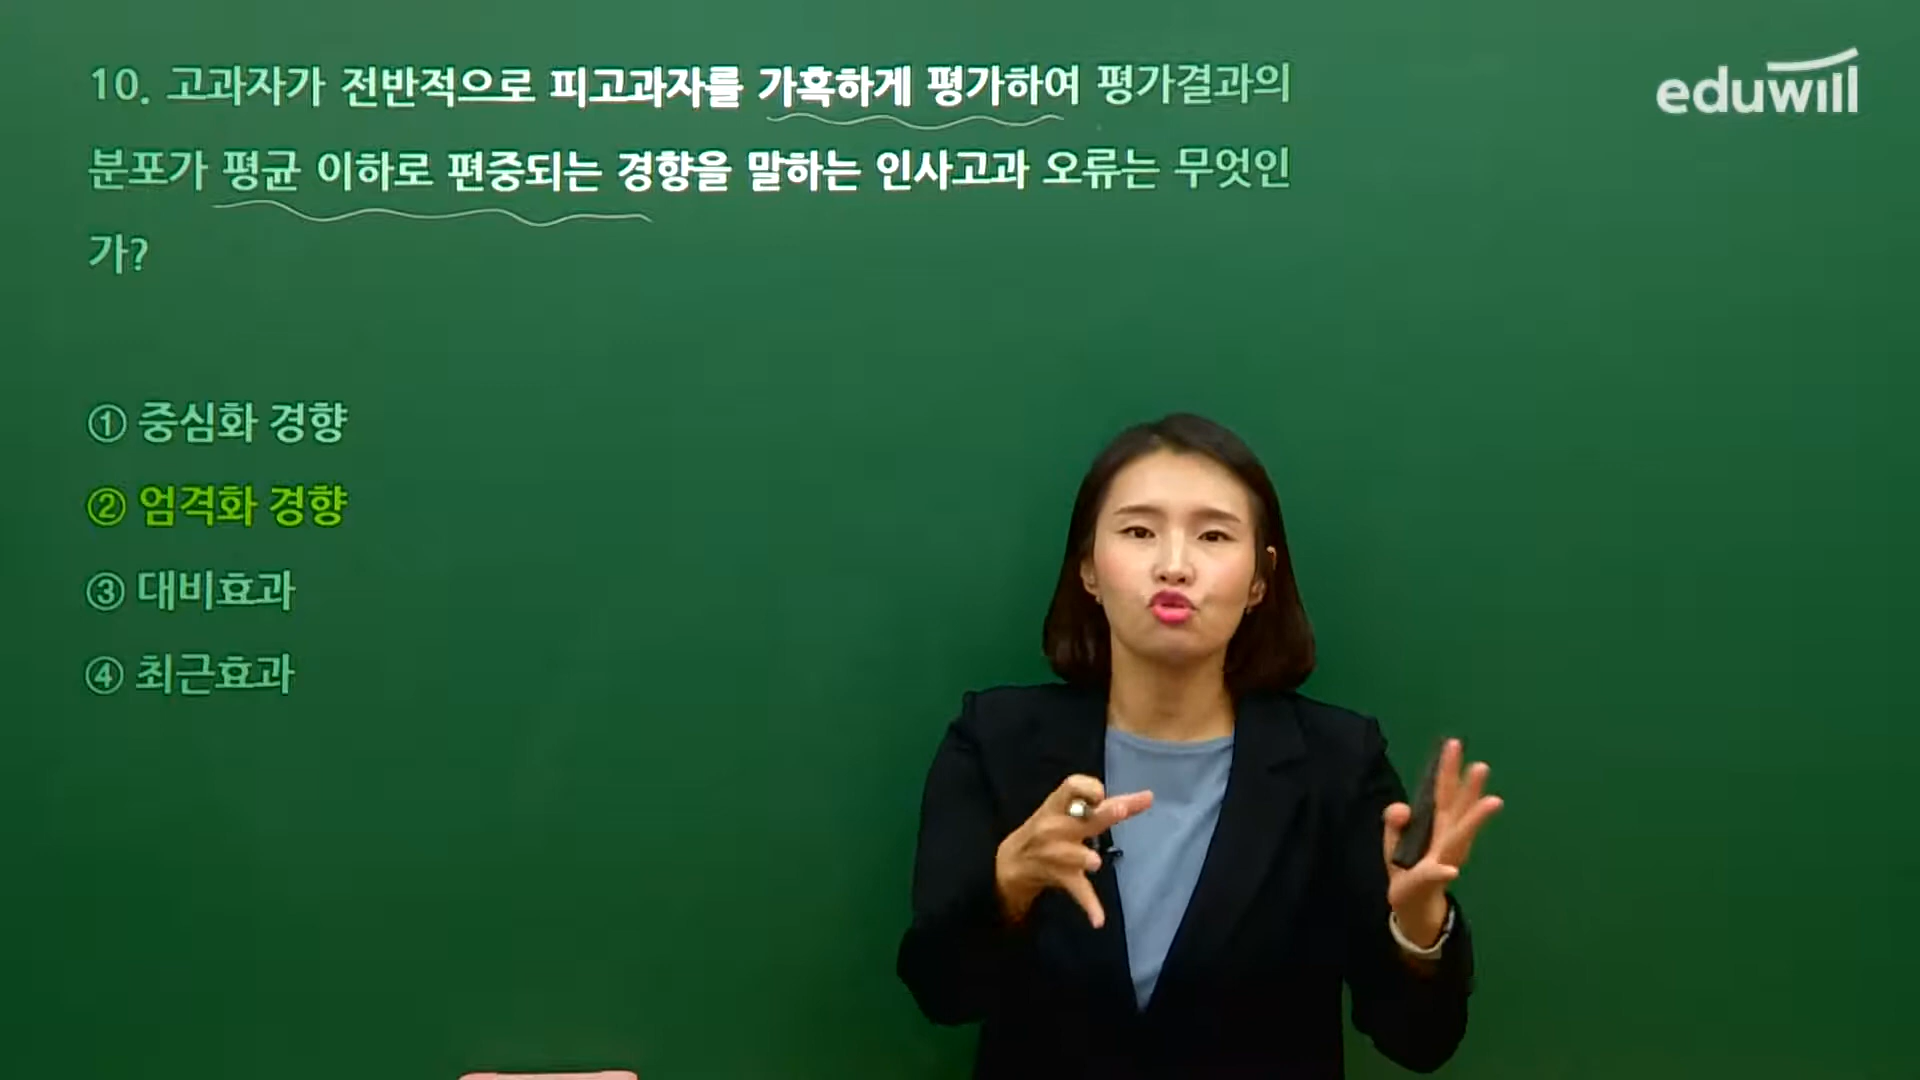 10. 고과자가 전반적으로 피고과자를 가혹하게 평가하여 평가결과의
분포가 평균 이하로 편중되는 경향을 말하는 인사고과 오류는 무엇인
가?
① 중심화 경향
② 엄격화 경향
③ 대비효과
④ 최근효과
eduwill